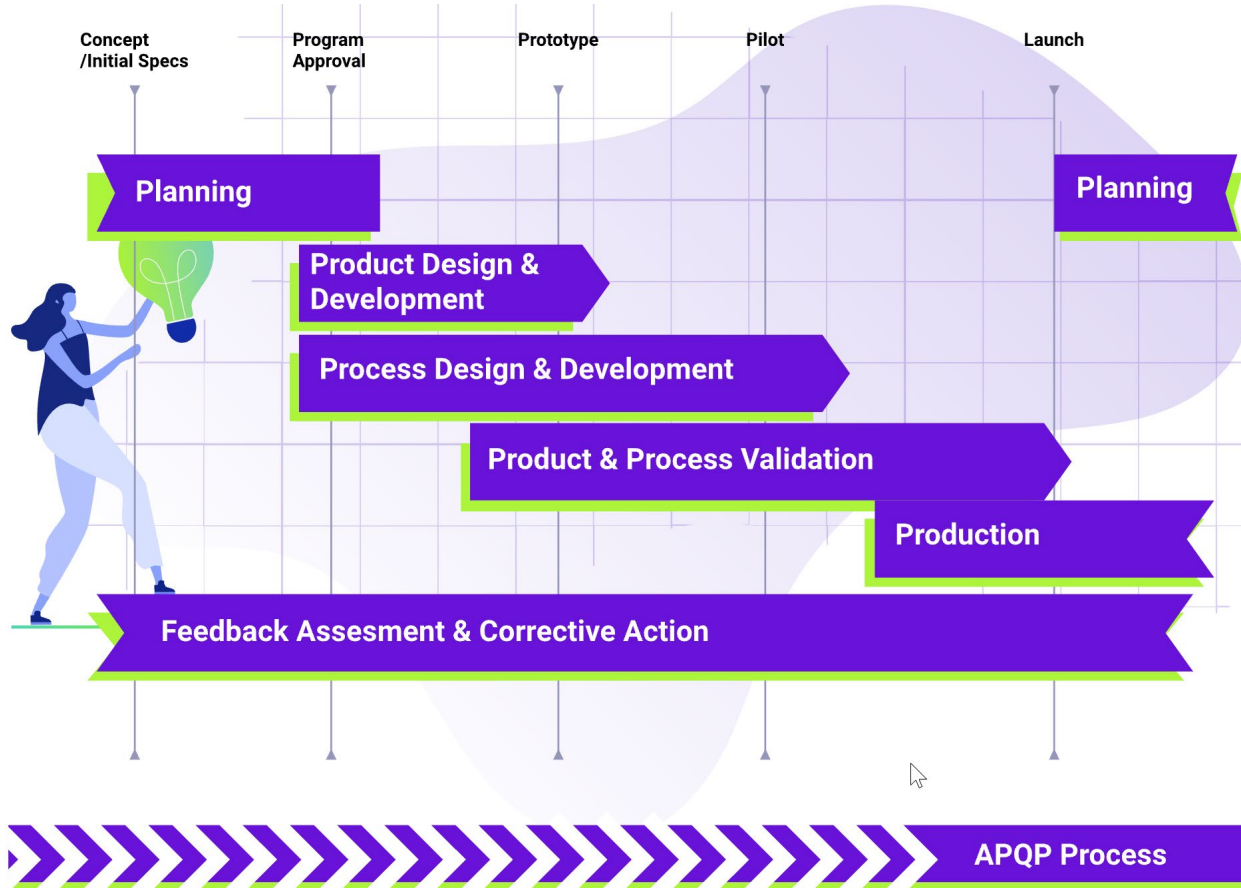 Concept
/Initial Specs
Program
Approval
Prototype
Pilot
Launch
Planning
Planning
Product Design &
Development
Process Design & Development
Product & Process Validation
Production
Feedback Assesment & Corrective Action
APQP Process